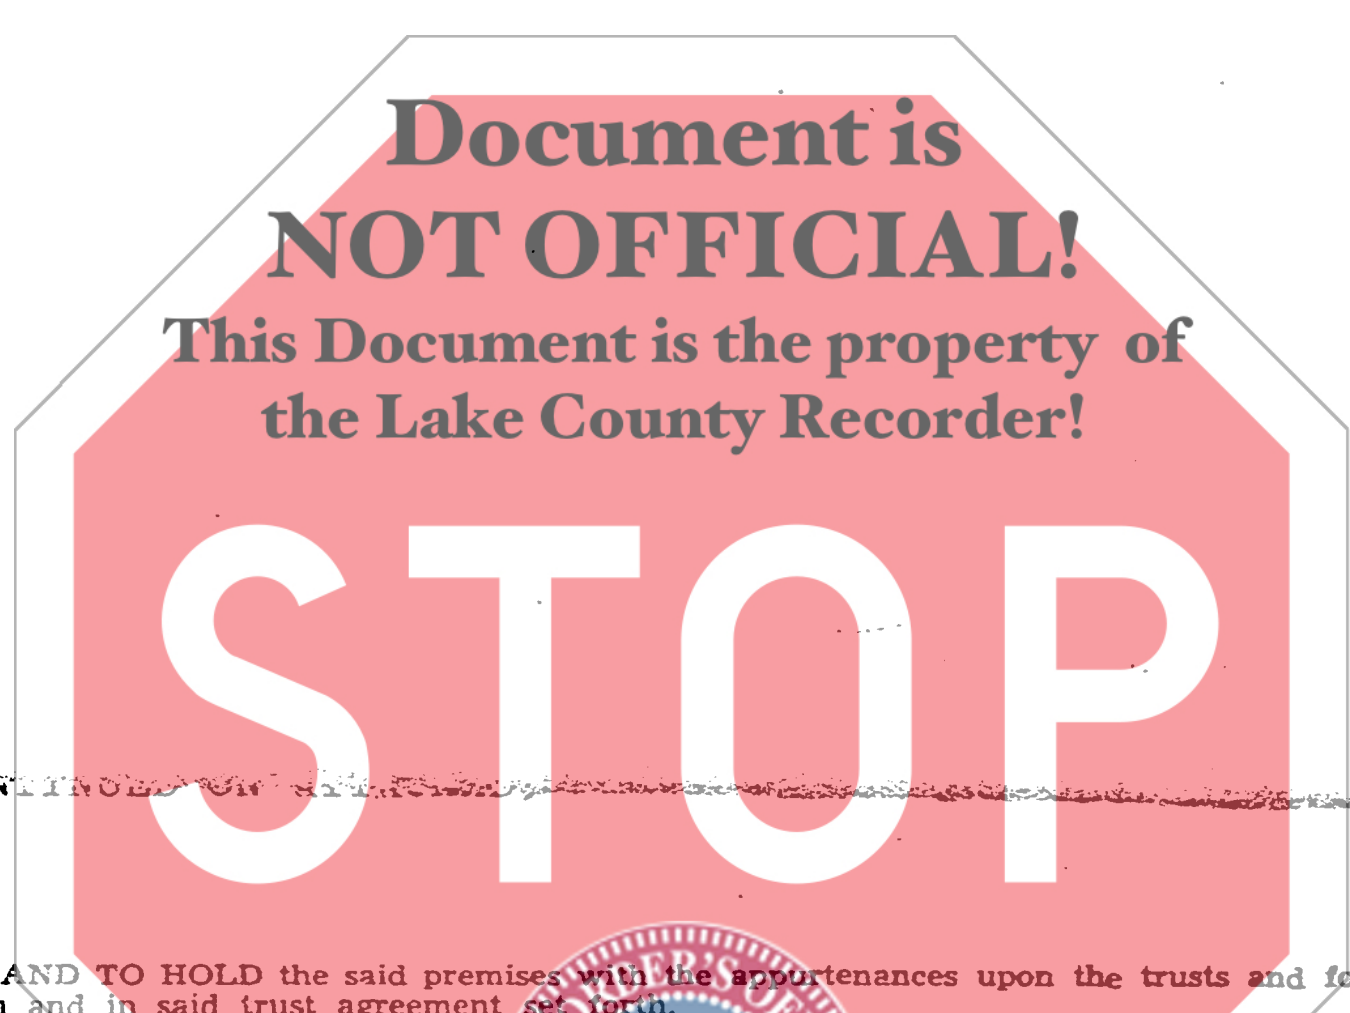 Document is
NOT OFFICIAL!
This Document is the property of
the Lake County Recorder!
STOP
AND TO HOLD the said premises with the appurtenances upon the trusts and fo
and in said trust agreement set forth.